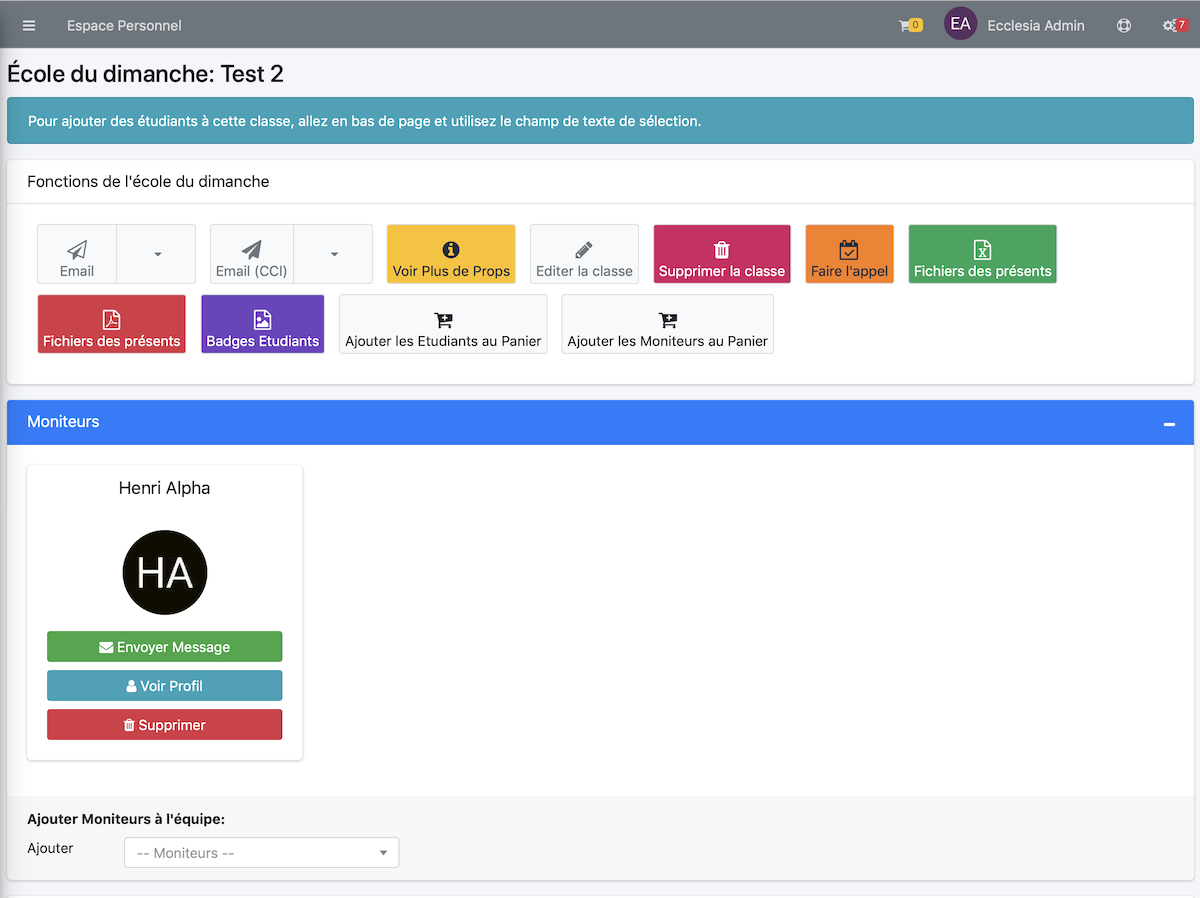 Espace Personnel
0
EA
Ecclesia Admin
7
École du dimanche: Test 2
Pour ajouter des étudiants à cette classe, allez en bas de page et utilisez le champ de texte de sélection.
Fonctions de l'école du dimanche
Email
Email (CCI)
Voir Plus de Props
Editer la classe
Supprimer la classe
Faire l'appel
Fichiers des présents
Fichiers des présents
Badges Etudiants
Ajouter les Etudiants au Panier
Ajouter les Moniteurs au Panier
Moniteurs
Henri Alpha
HA
Envoyer Message
Voir Profil
Supprimer
Ajouter Moniteurs à l'équipe:
Ajouter
-- Moniteurs --